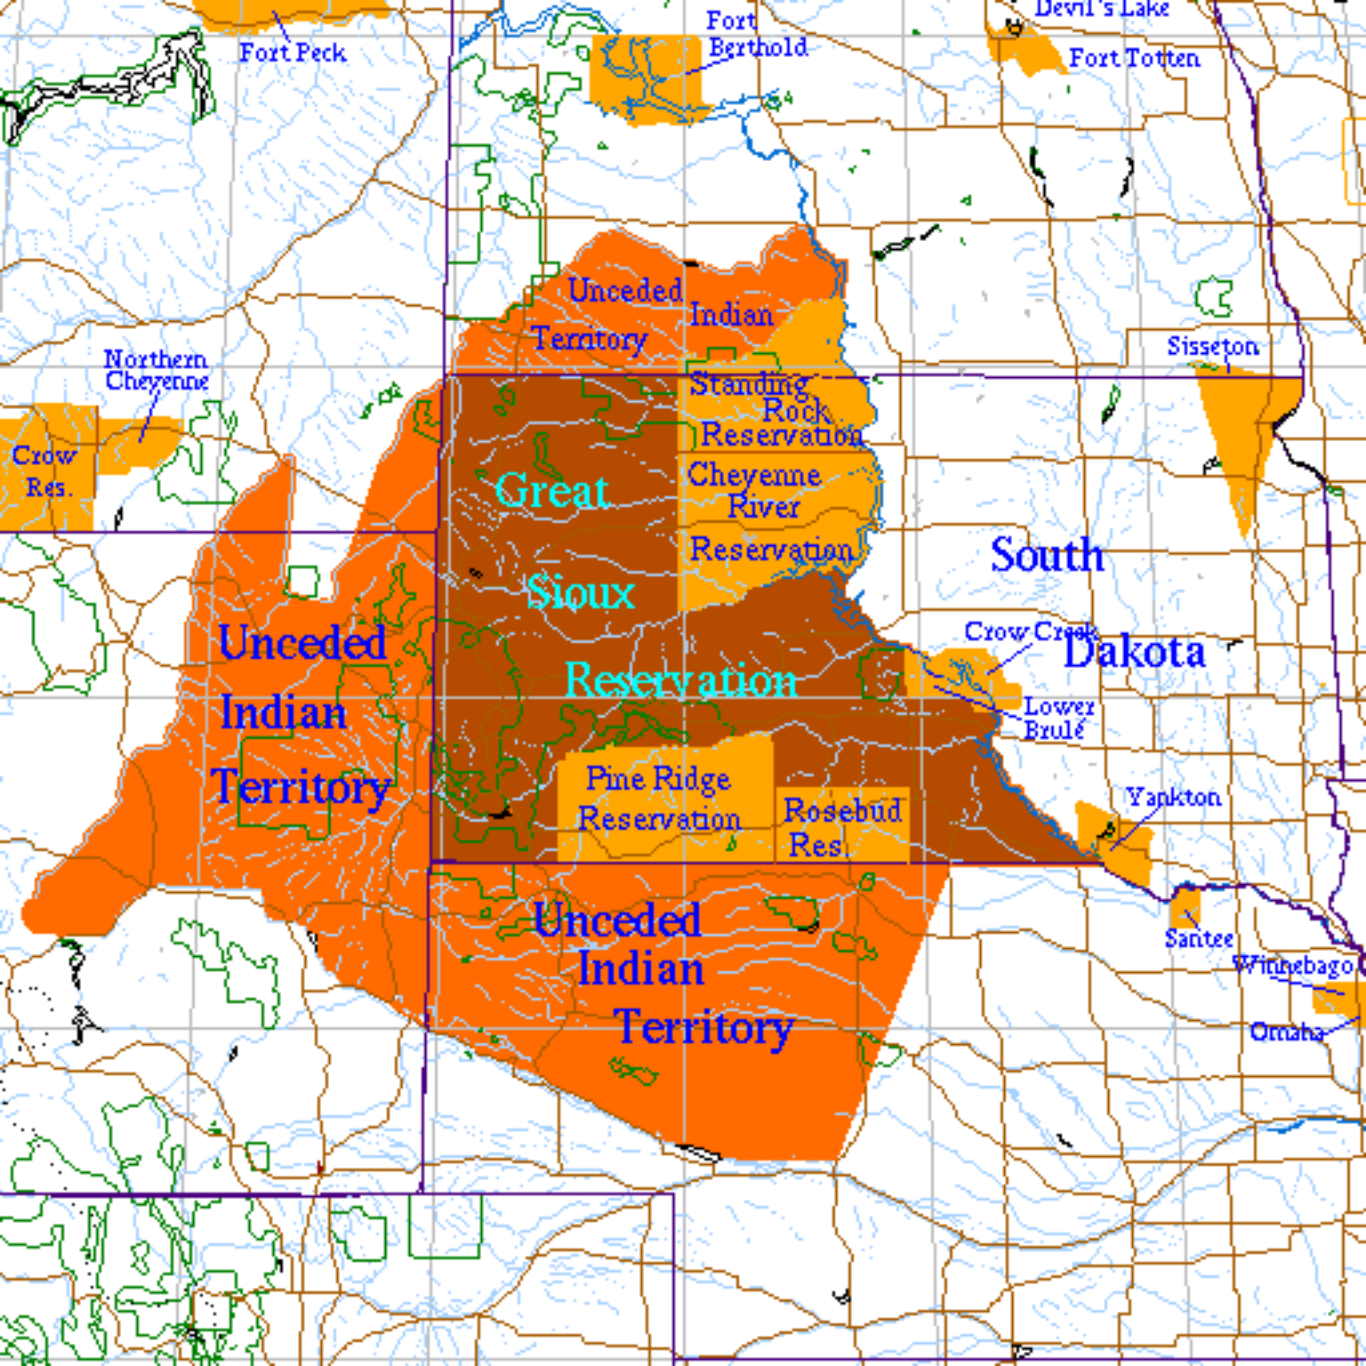 Devil's Lake
Fort
Berthold
Fort Peck
Fort Totten
Unceded
Indian
Territory
Sisseton
Northern
Cheyenne
Standing
Rock
Reservation
Crow
Res.
Great
Cheyenne
River
Reservation
South
Sioux
Crow Creek
Dakota
Unceded
Indian
Territory
Reservation
Lower
Brulé
Pine Ridge
Reservation
Rosebud
Res.
Yankton
Unceded
Indian
Territory
Santee
Winnebago
Omaha